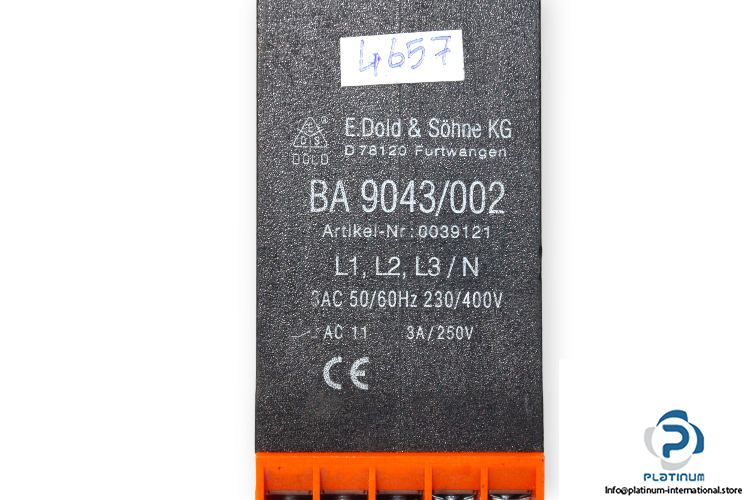 4657
E.Dold & Söhne KG
D 78120 Furtwangen
E
D S
DOLD
BA 9043/002
Artikel-Nr: 0039121
L1, L2, L3 / N
3AC 50/60Hz 230/400V
AC 11 3A/250V
CE
PLATINUM
Info@platinum-international.store